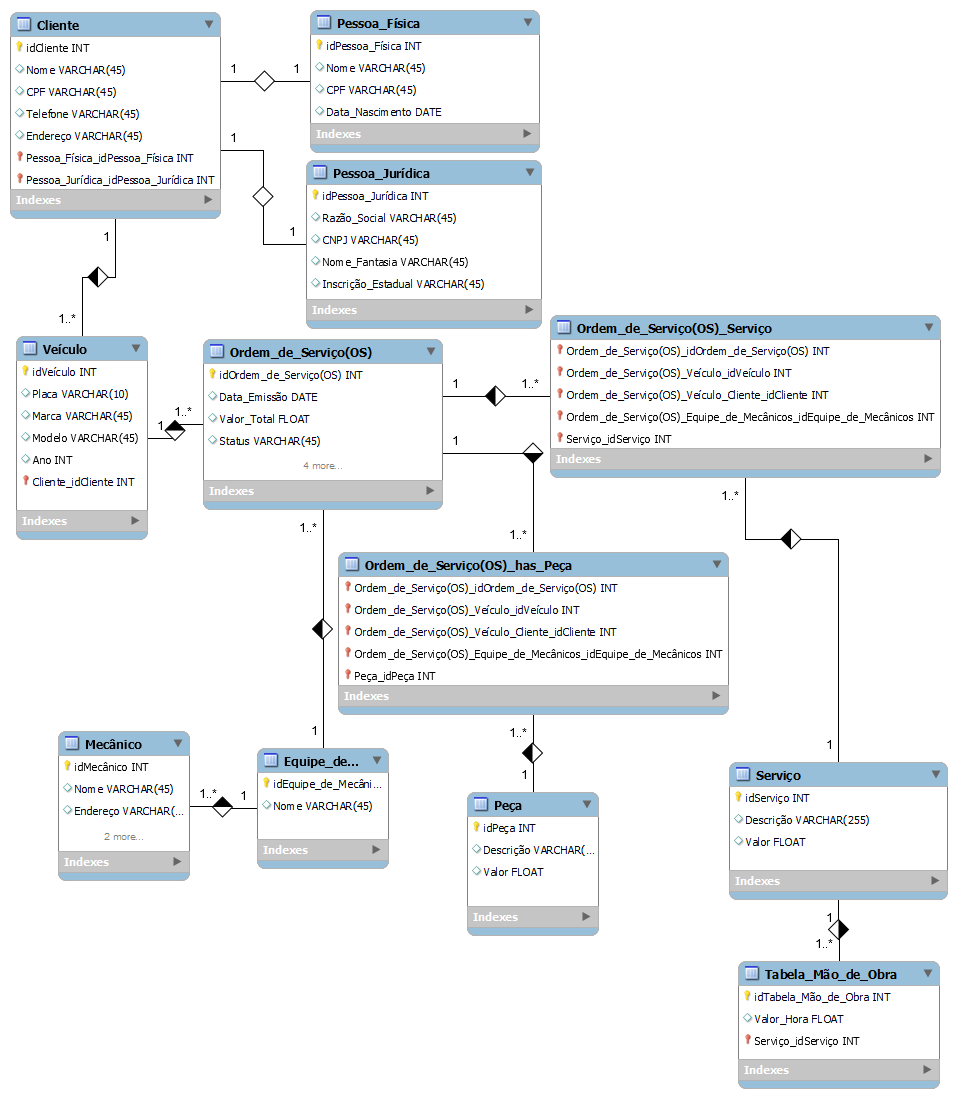 Cliente
idCliente INT
Nome VARCHAR(45)
CPF VARCHAR(45)
Telefone VARCHAR(45)
Endereço VARCHAR(45)
Pessoa_Física_idPessoa_Física INT
Pessoa_Jurídica_idPessoa_Jurídica INT
Indexes
1
1
Pessoa_Física
idPessoa_Física INT
Nome VARCHAR(45)
CPF VARCHAR(45)
Data_Nascimento DATE
Indexes
1
1
Pessoa_Jurídica
idPessoa_Jurídica INT
Razão_Social VARCHAR(45)
CNPJ VARCHAR(45)
Nome_Fantasia VARCHAR(45)
Inscrição_Estadual VARCHAR(45)
Indexes
1
1..*
Veículo
idVeículo INT
Placa VARCHAR(10)
Marca VARCHAR(45)
Modelo VARCHAR(45)
Ano INT
Cliente_idCliente INT
Indexes
1
1..*
Ordem_de_Serviço(OS)
idOrdem_de_Serviço(OS) INT
Data_Emissão DATE
Valor_Total FLOAT
Status VARCHAR(45)
4 more...
Indexes
1
1..*
Ordem_de_Serviço(OS)_Serviço
Ordem_de_Serviço(OS)_idOrdem_de_Serviço(OS) INT
Ordem_de_Serviço(OS)_Veículo_idVeículo INT
Ordem_de_Serviço(OS)_Veículo_Cliente_idCliente INT
Ordem_de_Serviço(OS)_Equipe_de_Mecânicos_idEquipe_de_Mecânicos INT
Serviço_idServiço INT
Indexes
1
1..*
Ordem_de_Serviço(OS)_has_Peça
Ordem_de_Serviço(OS)_idOrdem_de_Serviço(OS) INT
Ordem_de_Serviço(OS)_Veículo_idVeículo INT
Ordem_de_Serviço(OS)_Veículo_Cliente_idCliente INT
Ordem_de_Serviço(OS)_Equipe_de_Mecânicos_idEquipe_de_Mecânicos INT
Peça_idPeça INT
Indexes
1..*
1
1..*
1
Mecânico
idMecânico INT
Nome VARCHAR(45)
Endereço VARCHAR(...
2 more...
Indexes
1..*
1
Equipe_de...
idEquipe_de_Mecâni...
Nome VARCHAR(45)
Indexes
1..*
1
Peça
idPeça INT
Descrição VARCHAR(...
Valor FLOAT
Indexes
Serviço
idServiço INT
Descrição VARCHAR(255)
Valor FLOAT
Indexes
1
1..*
Tabela_Mão_de_Obra
idTabela_Mão_de_Obra INT
Valor_Hora FLOAT
Serviço_idServiço INT
Indexes